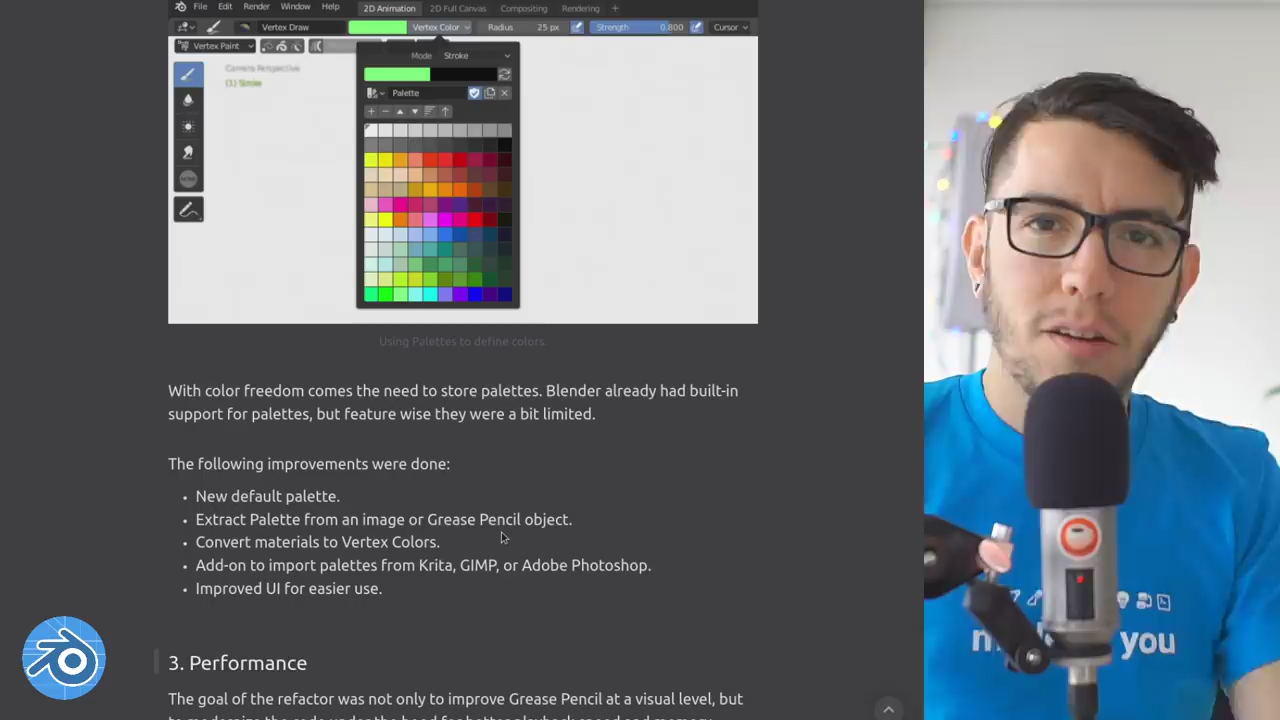 File Edit Render Window Help 2D Animation 2D Full Canvas Compositing Rendering +
Vertex Draw Vertex Color Radius 25 px Strength 0.800 Cursor
Vertex Paint
Camera Perspective
(1) Stroke
Mode Stroke
Palette
NONE
Using Palettes to define colors.
With color freedom comes the need to store palettes. Blender already had built-in
support for palettes, but feature wise they were a bit limited.
The following improvements were done:
• New default palette.
• Extract Palette from an image or Grease Pencil object.
• Convert materials to Vertex Colors.
• Add-on to import palettes from Krita, GIMP, or Adobe Photoshop.
• Improved UI for easier use.
3. Performance
The goal of the refactor was not only to improve Grease Pencil at a visual level, but
you